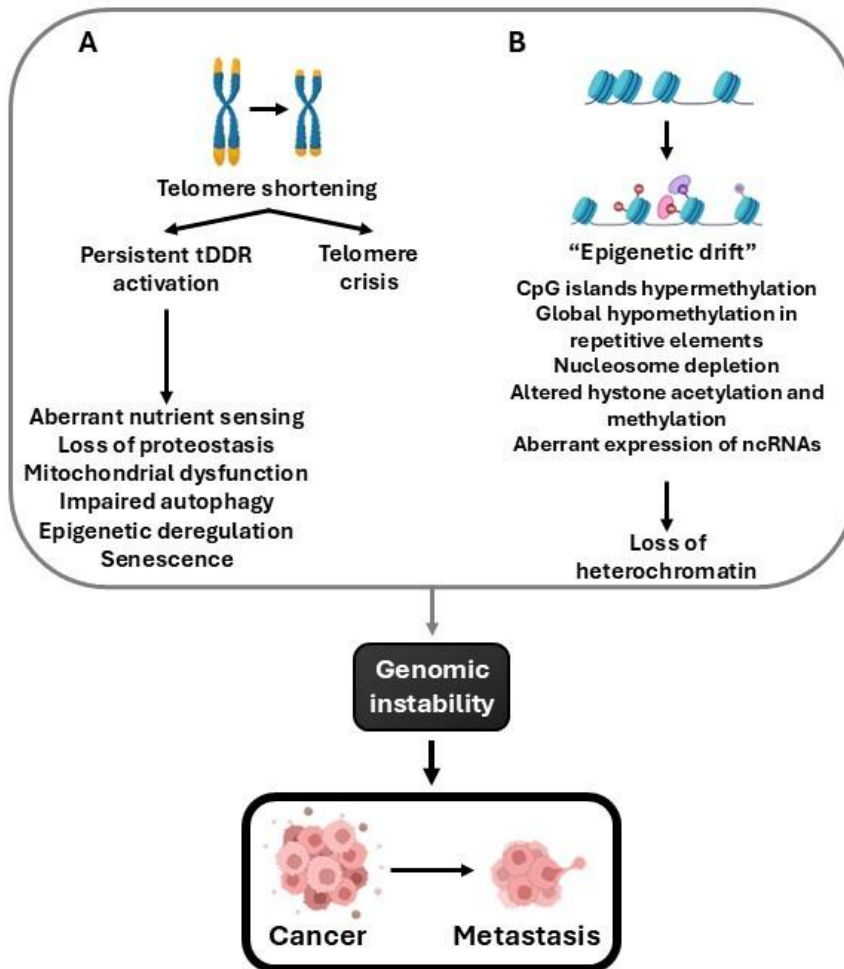 A
Telomere shortening
Persistent tDDR
activation
Telomere
crisis
Aberrant nutrient sensing
Loss of proteostasis
Mitochondrial dysfunction
Impaired autophagy
Epigenetic deregulation
Senescence
B
“Epigenetic drift”
CpG islands hypermethylation
Global hypomethylation in
repetitive elements
Nucleosome depletion
Altered hystone acetylation and
methylation
Aberrant expression of ncRNAs
Loss of
heterochromatin
Genomic
instability
Cancer
Metastasis